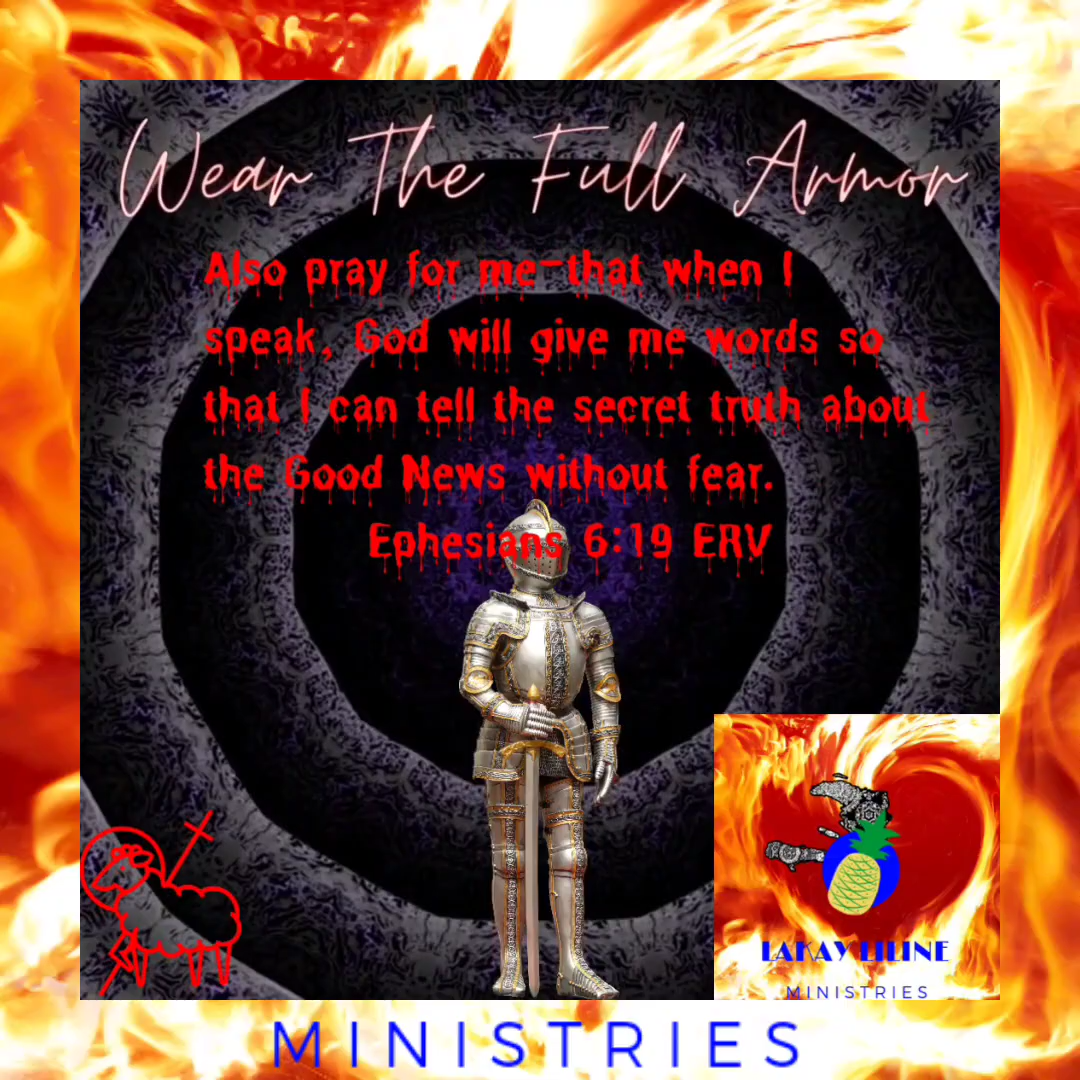 Wear The Full Armor
Also pray for me—that when I
speak, God will give me words so
that I can tell the secret truth about
the Good News without fear.
Ephesians 6:19 ERV
LAKAY LILINE
MINISTRIES
MINISTRIES